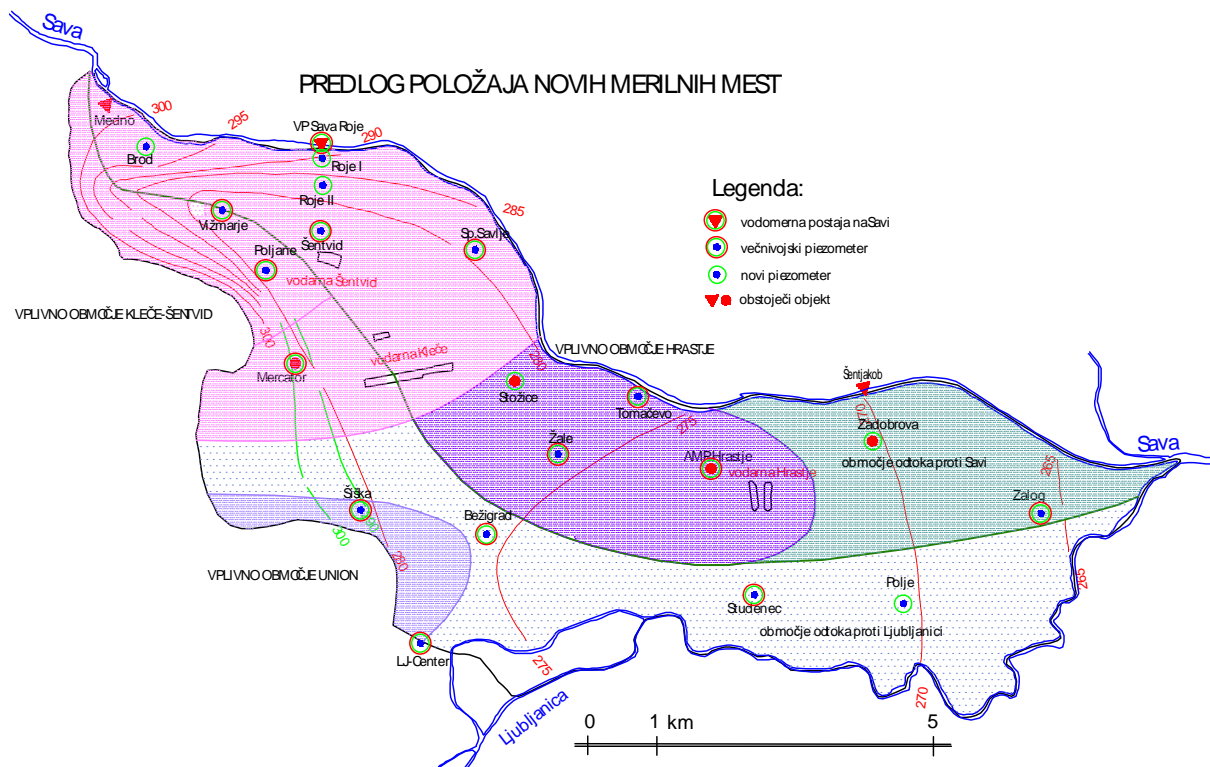 Sava
PREDLOG POLOŽAJA NOVIH MERILNIH MEST
300
Medno
295
VP Sava Roje
290
Brod
Roje I
Roje II
285
Legenda:
vodomerna postaja na Savi
večnivojski piezometer
novi piezometer
obstoječi objekt
Vižmarje
Šentvid
Sp.Savlje
Poljane
vodarna Šentvid
VPLIVNO OBMOČJE KLEČE-ŠENTVID
300
vodarna Kleče
Mercator
VPLIVNO OBMOČJE HRASTJE
Stožice
Šentjakob
Tomačevo
275
270
Zadobrova
Sava
Žale
AMP Hrastje
vodarna Hrastje
območje odtoka proti Savi
265
Šiška
Bežigrad
Zalog
300
VPLIVNO OBMOČJE UNION
Studenec
Polje
265
območje odtoka proti Ljubljanici
LJ-Center
275
270
Ljubljanica
0 1 km 5